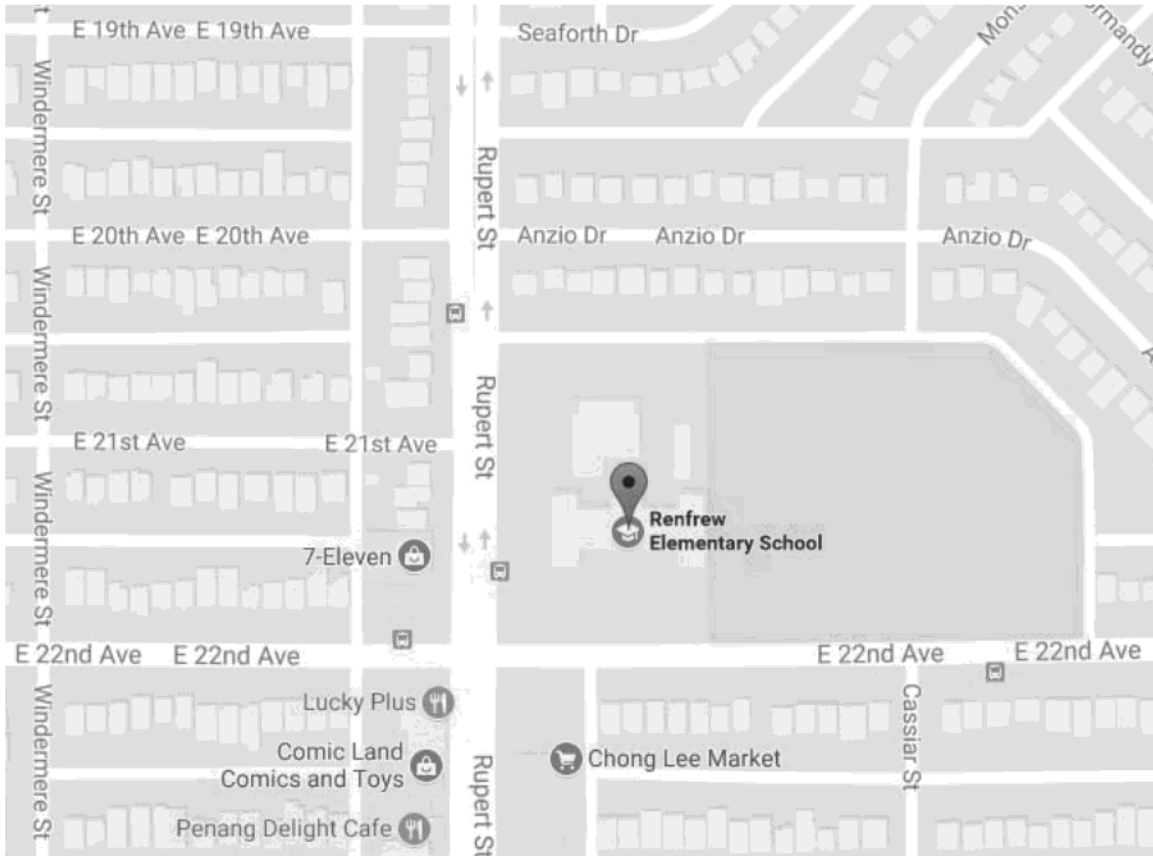 St
E 19th Ave E 19th Ave
Seaforth Dr
Windermere St
Rupert St
E 20th Ave E 20th Ave
Anzio Dr
Anzio Dr
Anzio Dr
Windermere St
Rupert St
E 21st Ave
E 21st Ave
Windermere St
Renfrew
Elementary School
7-Eleven
E 22nd Ave
E 22nd Ave
E 22nd Ave
E 22nd Ave
Windermere St
Lucky Plus
Cassiar St
Comic Land
Comics and Toys
Rupert St
Chong Lee Market
Penang Delight Cafe